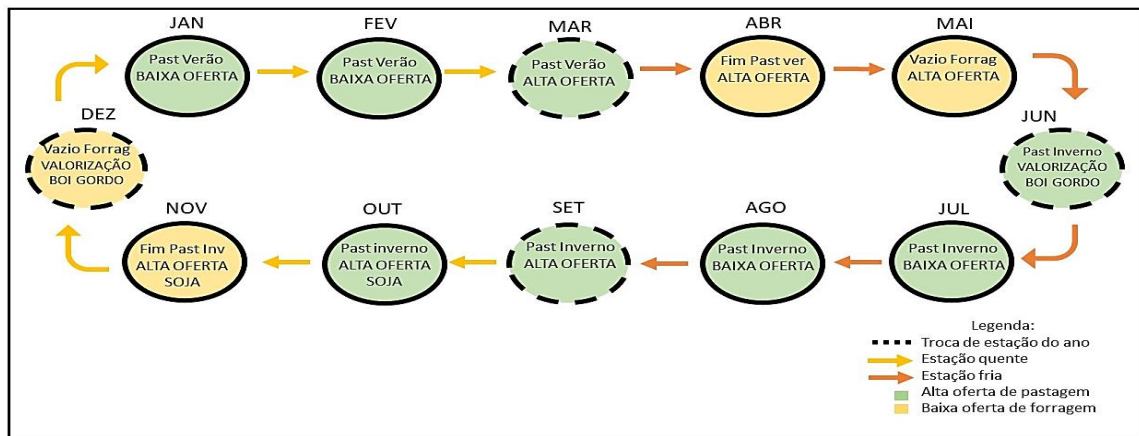 JAN
Past Verão
BAIXA OFERTA
FEV
Past Verão
BAIXA OFERTA
MAR
Past Verão
ALTA OFERTA
ABR
Fim Past ver
ALTA OFERTA
MAI
Vazio Forrag
ALTA OFERTA
JUN
Past Inverno
VALORIZAÇÃO
BOI GORDO
JUL
Past Inverno
BAIXA OFERTA
AGO
Past Inverno
BAIXA OFERTA
SET
Past Inverno
ALTA OFERTA
OUT
Past inverno
ALTA OFERTA
SOJA
NOV
Fim Past Inv
ALTA OFERTA
SOJA
DEZ
Vazio Forrag
VALORIZAÇÃO
BOI GORDO
Legenda:
Troca de estação do ano
Estação quente
Estação fria
Alta oferta de pastagem
Baixa oferta de forragem